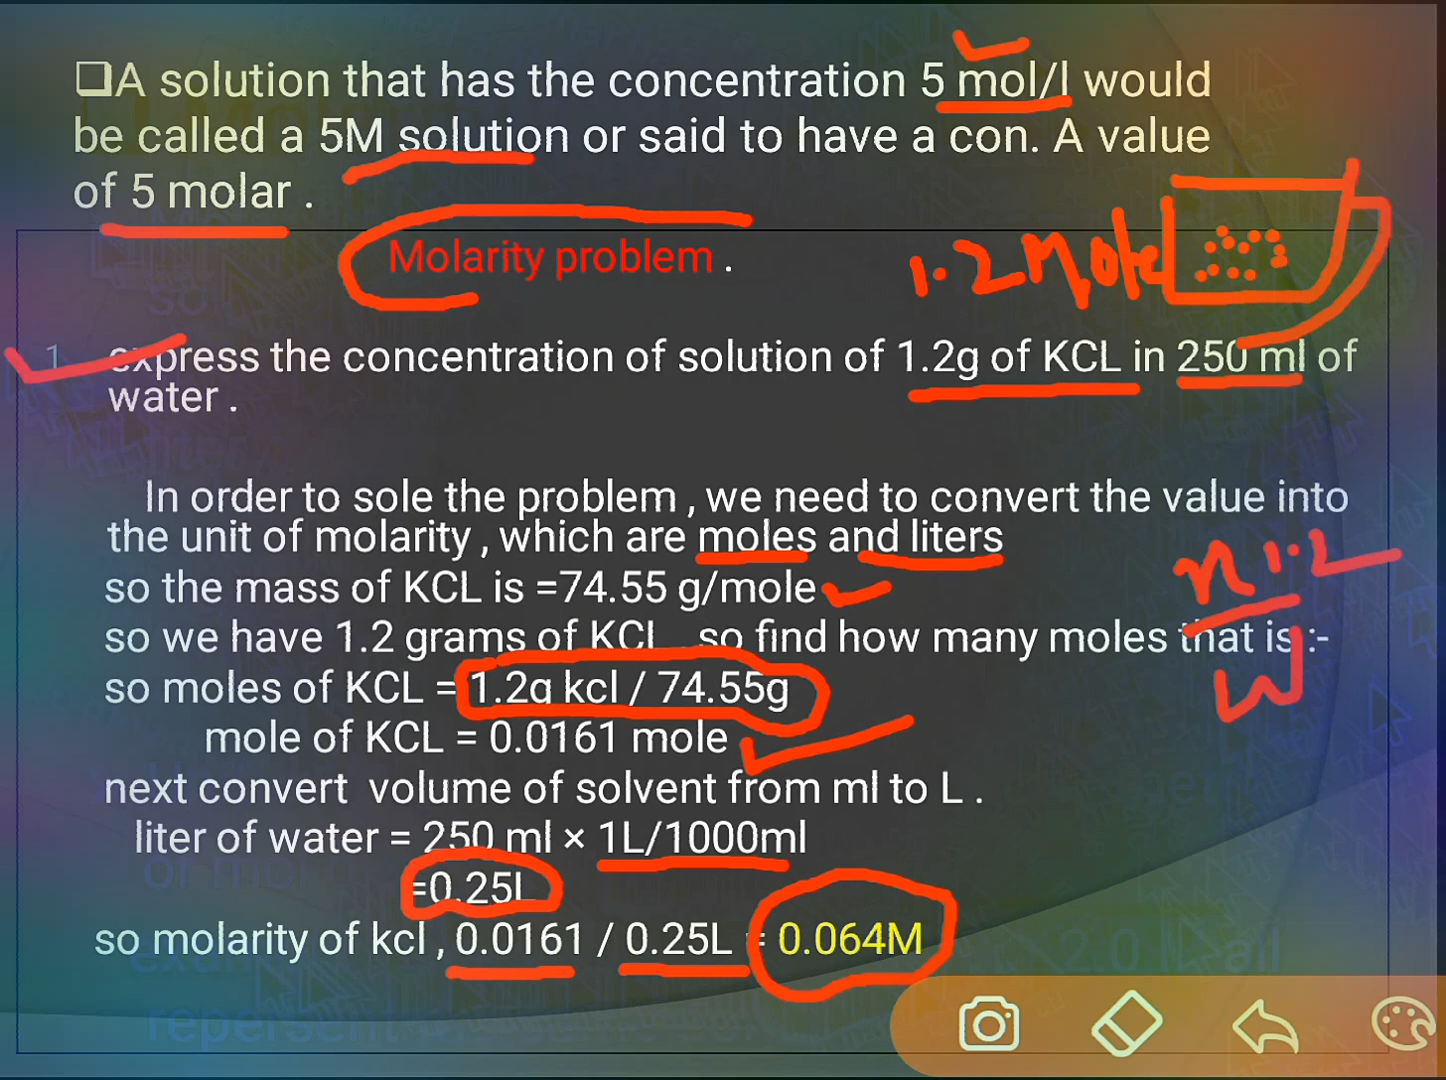 ❑A solution that has the concentration 5 mol/l would
be called a 5M solution or said to have a con. A value
of 5 molar .
Molarity problem .
1.2 Mole
1. express the concentration of solution of 1.2g of KCL in 250 ml of
water .
In order to sole the problem , we need to convert the value into
the unit of molarity , which are moles and liters
so the mass of KCL is =74.55 g/mole
n 1.2
so we have 1.2 grams of KCL so find how many moles that is :-
W
so moles of KCL = 1.2g kcl / 74.55g
mole of KCL = 0.0161 mole
next convert volume of solvent from ml to L .
liter of water = 250 ml × 1L/1000ml
=0.25L
so molarity of kcl , 0.0161 / 0.25L = 0.064M